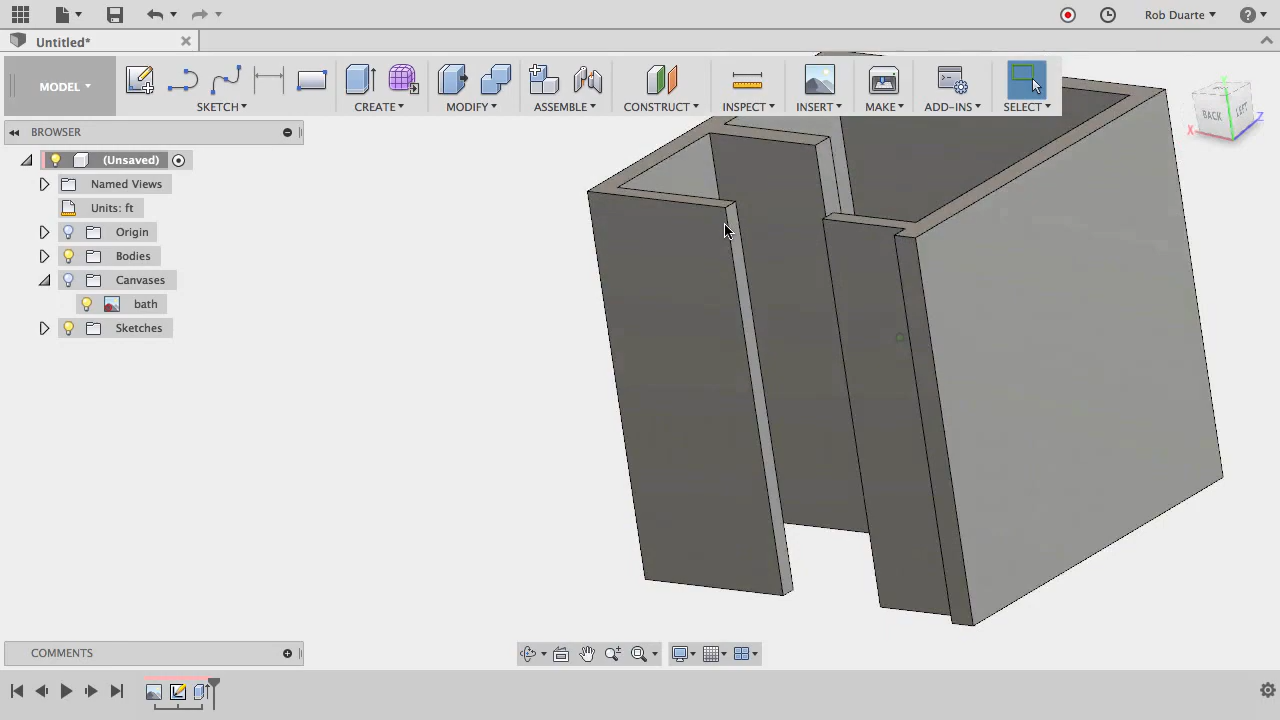 Rob Duarte
Untitled*
MODEL
SKETCH
CREATE
MODIFY
ASSEMBLE
CONSTRUCT
INSPECT
INSERT
MAKE
ADD-INS
SELECT
BACK
LEFT
X
Y
Z
BROWSER
(Unsaved)
Named Views
Units: ft
Origin
Bodies
Canvases
bath
Sketches
COMMENTS